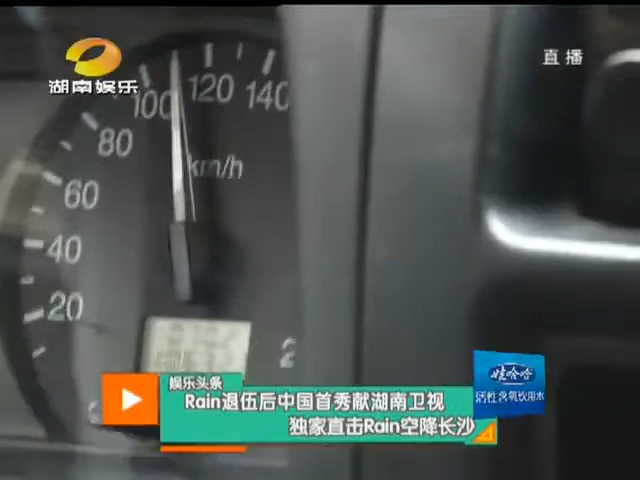 湖南娱乐
直播
120
140
100
80
km/h
60
40
20
2
娱乐头条
Rain退伍后中国首秀献湖南卫视
独家直击Rain空降长沙
娃哈哈
活性含氧饮用水